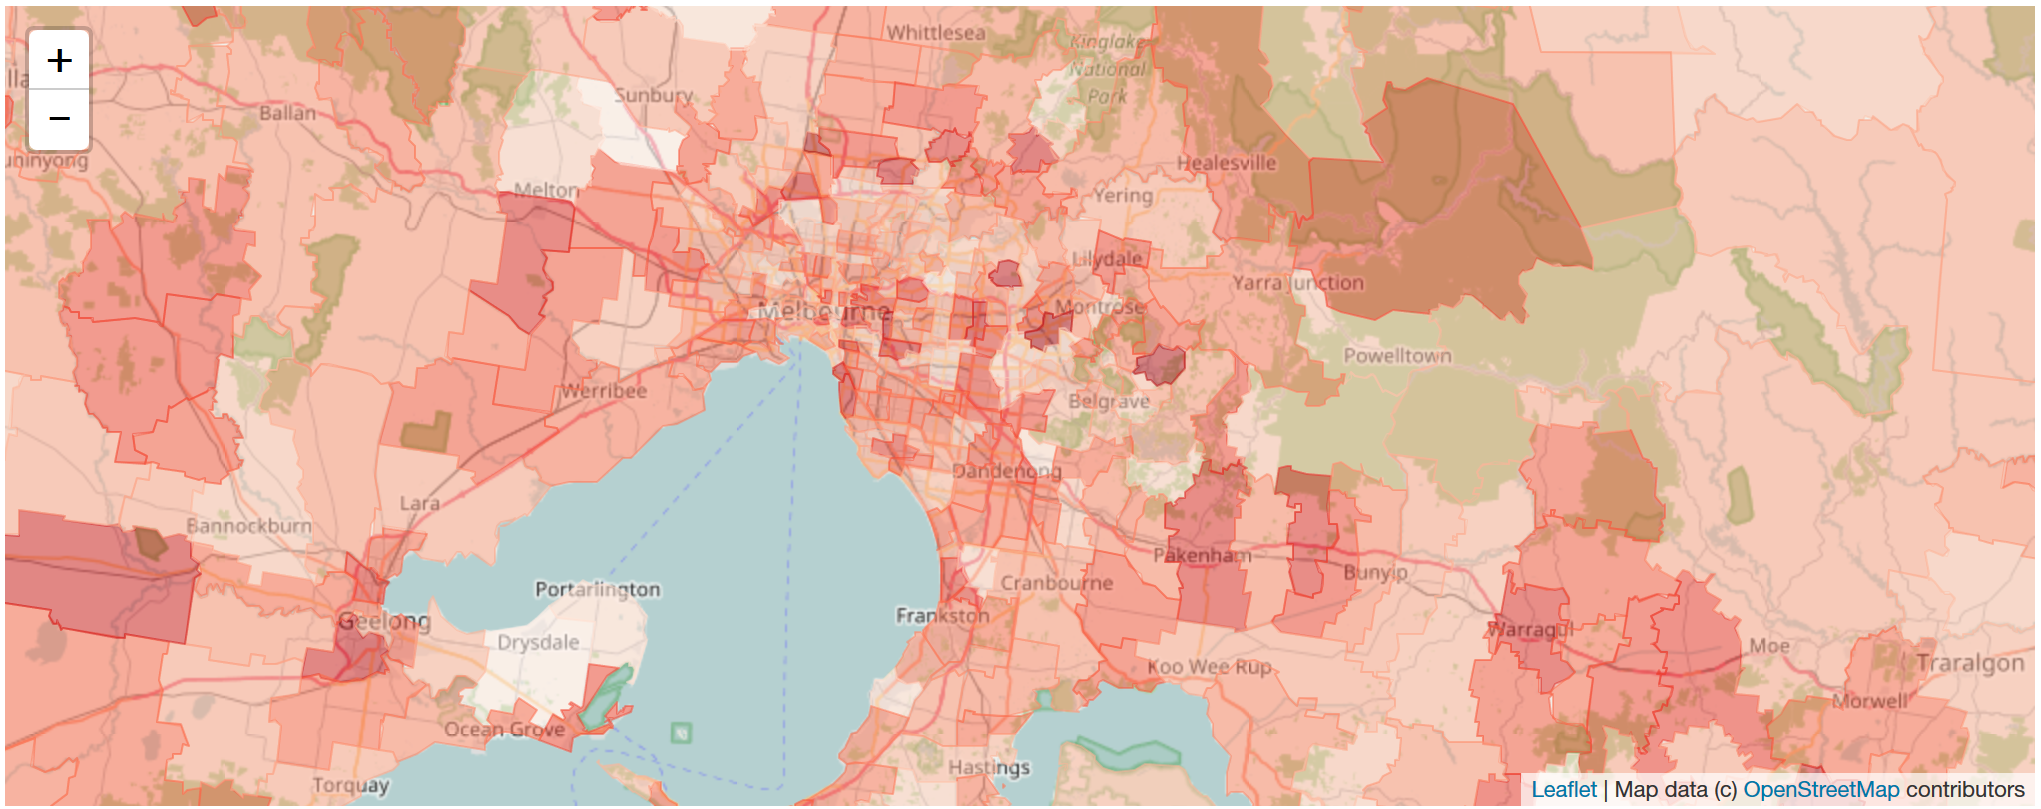 +
−
Whittlesea
Kinglake
National
Park
Sunbury
Ballan
uninyong
Healesville
Melton
Yering
Lilydale
Yarra Junction
Melbourne
Montrose
Powelltown
Werribee
Belgrave
Dandenong
Lara
Bannockburn
Pakenham
Bunyip
Cranbourne
Portarlington
Frankston
Geelong
Drysdale
Warragul
Moe
Koo Wee Rup
Traralgon
Morwell
Ocean Grove
Hastings
Torquay
Leaflet | Map data (c) OpenStreetMap contributors